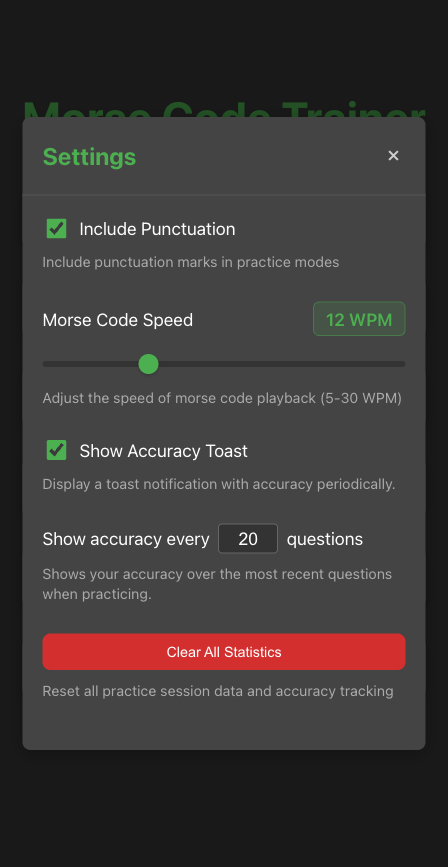 Morse Code Trainer
Settings
×
Include Punctuation
Include punctuation marks in practice modes
Morse Code Speed
12 WPM
Adjust the speed of morse code playback (5-30 WPM)
Show Accuracy Toast
Display a toast notification with accuracy periodically.
Show accuracy every 20 questions
Shows your accuracy over the most recent questions
when practicing.
Clear All Statistics
Reset all practice session data and accuracy tracking